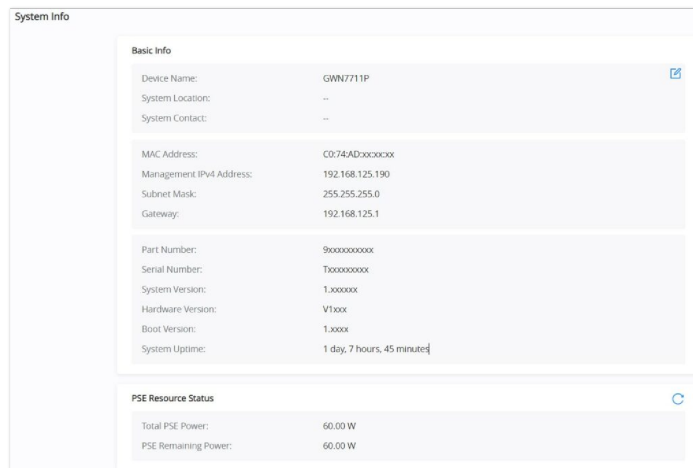 System Info
Basic Info
Device Name: GWN7711P
System Location: --
System Contact: --
MAC Address: C0:74:AD:xx:xx:xx
Management IPv4 Address: 192.168.125.190
Subnet Mask: 255.255.255.0
Gateway: 192.168.125.1
Part Number: 9xxxxxxxxxx
Serial Number: Txxxxxxxxx
System Version: 1.xxxxxx
Hardware Version: V1xxx
Boot Version: 1.xxxx
System Uptime: 1 day, 7 hours, 45 minutes
PSE Resource Status
Total PSE Power: 60.00 W
PSE Remaining Power: 60.00 W